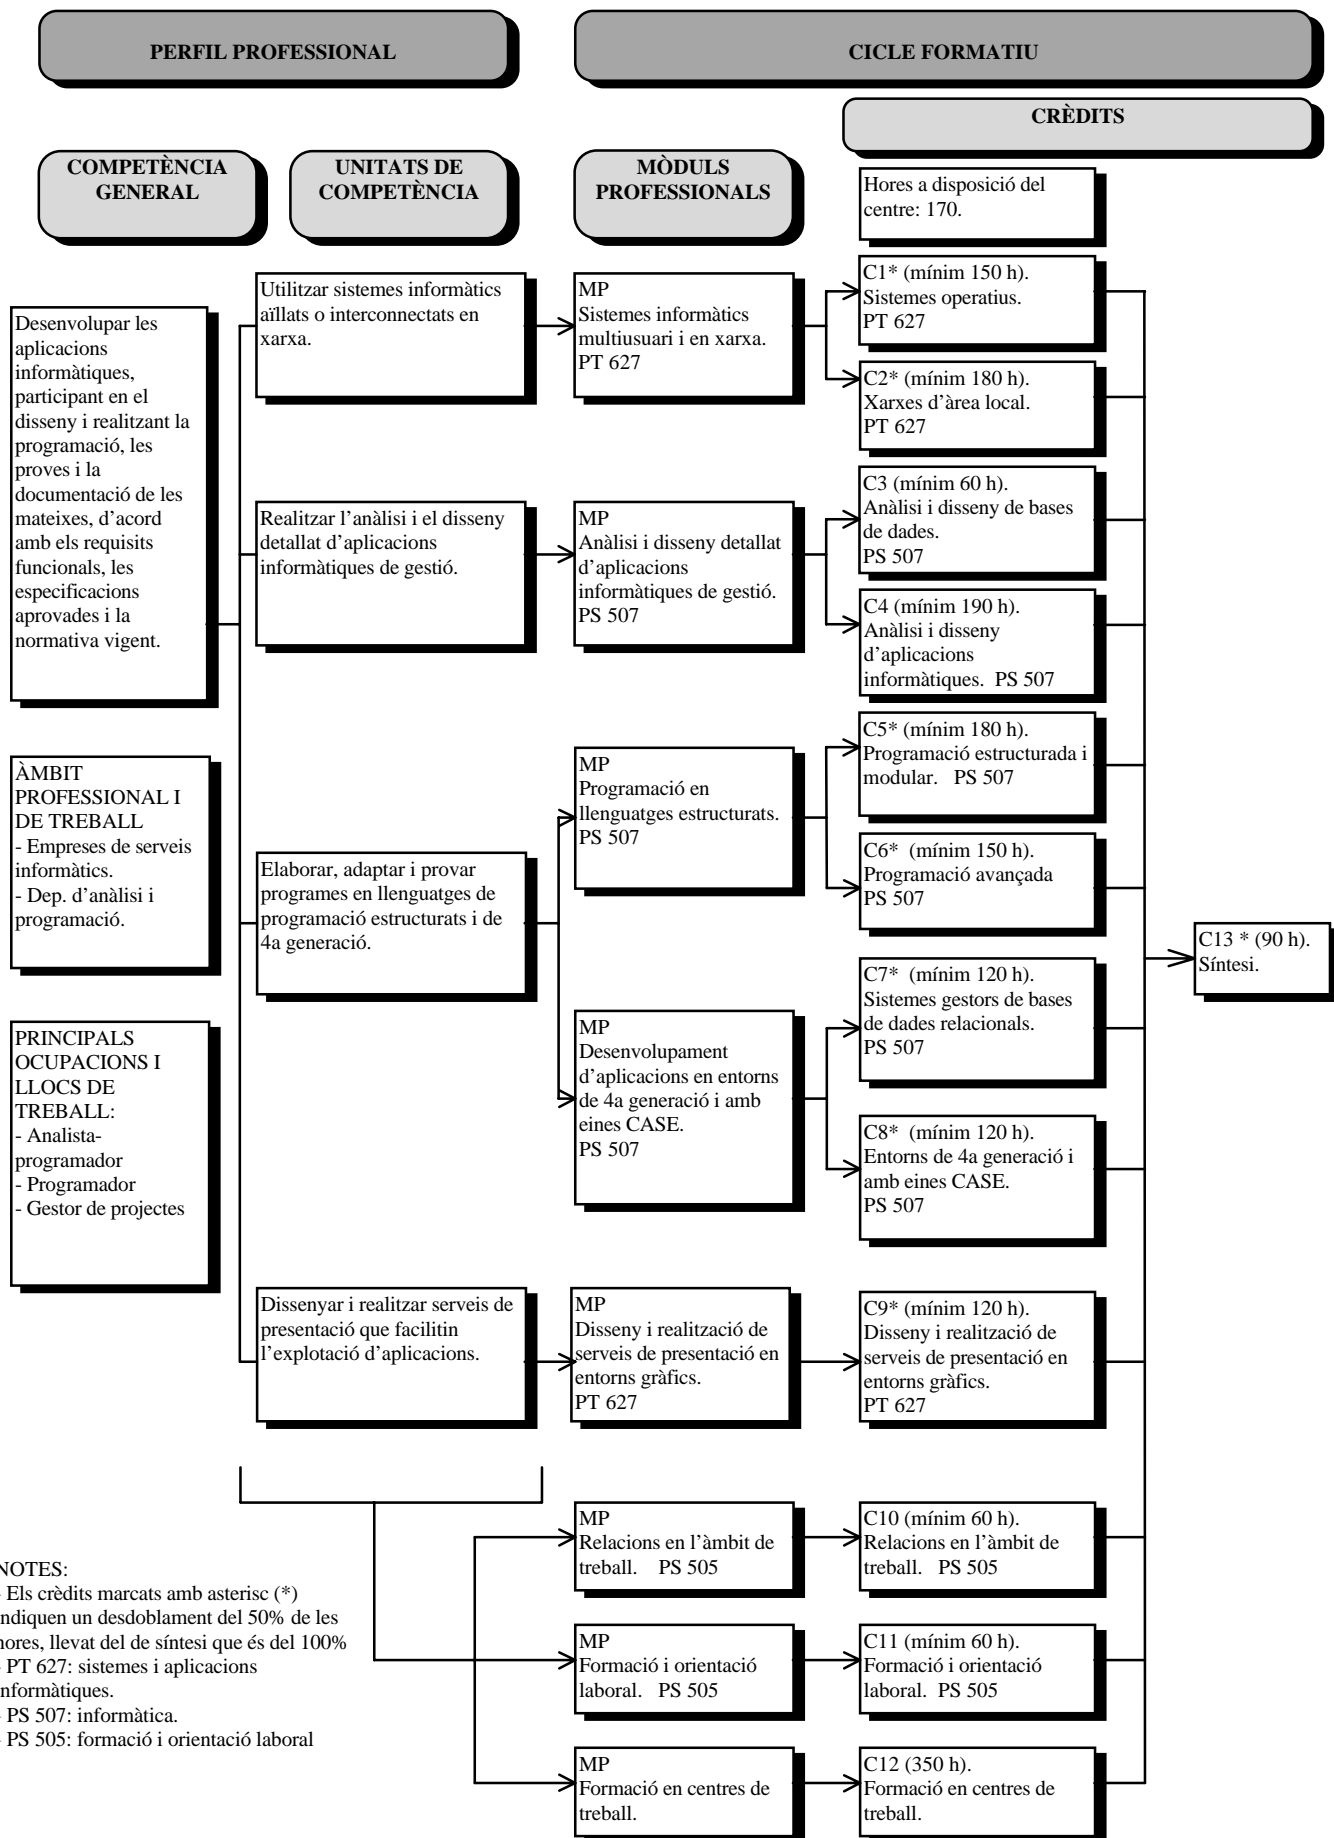 PERFIL PROFESSIONAL
CICLE FORMATIU
CRÈDITS
COMPETÈNCIA
GENERAL
UNITATS DE
COMPETÈNCIA
MÒDULS
PROFESSIONALS
Hores a disposició del
centre: 170.
Desenvolupar les
aplicacions
informàtiques,
participant en el
disseny i realitzant la
programació, les
proves i la
documentació de les
mateixes, d'acord
amb els requisits
funcionals, les
especificacions
aprovades i la
normativa vigent.
ÀMBIT
PROFESSIONAL I
DE TREBALL
- Empreses de serveis
informàtics.
- Dep. d'anàlisi i
programació.
PRINCIPALS
OCUPACIONS I
LLOCS DE
TREBALL:
- Analista-
programador
- Programador
- Gestor de projectes
Utilitzar sistemes informàtics
aïllats o interconnectats en
xarxa.
MP
Sistemes informàtics
multiusuari i en xarxa.
PT 627
C1* (mínim 150 h).
Sistemes operatius.
PT 627
C2* (mínim 180 h).
Xarxes d'àrea local.
PT 627
Realitzar l'anàlisi i el disseny
detallat d'aplicacions
informàtiques de gestió.
MP
Anàlisi i disseny detallat
d'aplicacions
informàtiques de gestió.
PS 507
C3 (mínim 60 h).
Anàlisi i disseny de bases
de dades.
PS 507
C4 (mínim 190 h).
Anàlisi i disseny
d'aplicacions
informàtiques. PS 507
Elaborar, adaptar i provar
programes en llenguatges de
programació estructurats i de
4a generació.
MP
Programació en
llenguatges estructurats.
PS 507
C5* (mínim 180 h).
Programació estructurada i
modular. PS 507
C6* (mínim 150 h).
Programació avançada
PS 507
MP
Desenvolupament
d'aplicacions en entorns
de 4a generació i amb
eines CASE.
PS 507
C7* (mínim 120 h).
Sistemes gestors de bases
de dades relacionals.
PS 507
C8* (mínim 120 h).
Entorns de 4a generació i
amb eines CASE.
PS 507
C13 * (90 h).
Síntesi.
Dissenyar i realitzar serveis de
presentació que facilitin
l'explotació d'aplicacions.
MP
Disseny i realització de
serveis de presentació en
entorns gràfics.
PT 627
C9* (mínim 120 h).
Disseny i realització de
serveis de presentació en
entorns gràfics.
PT 627
MP
Relacions en l'àmbit de
treball. PS 505
C10 (mínim 60 h).
Relacions en l'àmbit de
treball. PS 505
MP
Formació i orientació
laboral. PS 505
C11 (mínim 60 h).
Formació i orientació
laboral. PS 505
MP
Formació en centres de
treball.
C12 (350 h).
Formació en centres de
treball.
NOTES:
- Els crèdits marcats amb asterisc (*)
indiquen un desdoblament del 50% de les
hores, llevat del de síntesi que és del 100%
- PT 627: sistemes i aplicacions
informàtiques.
- PS 507: informàtica.
- PS 505: formació i orientació laboral